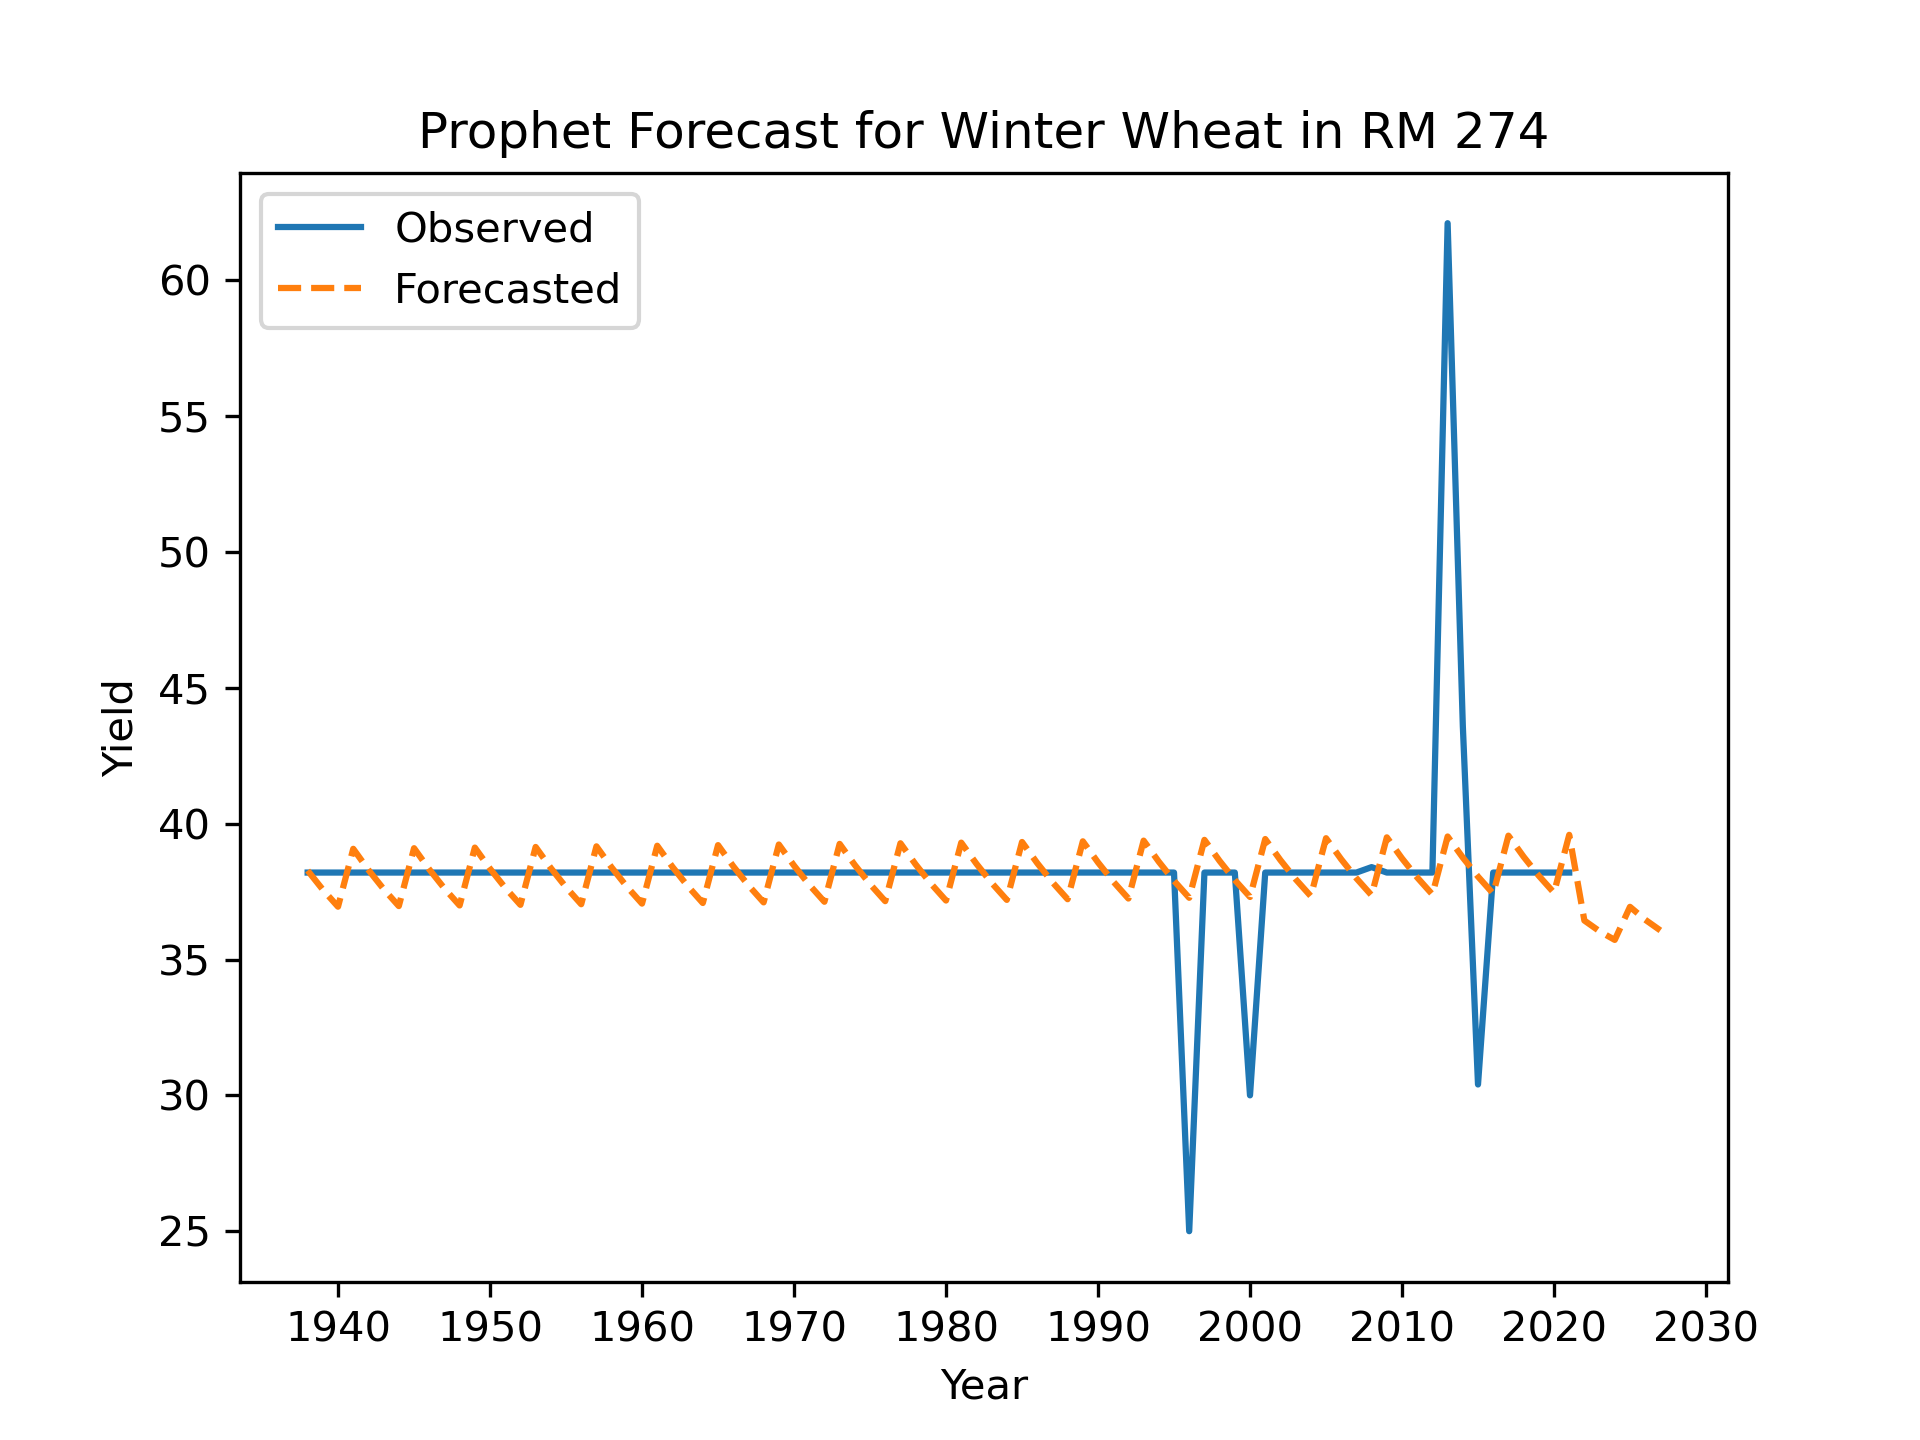 Prophet Forecast for Winter Wheat in RM 274
Observed
Forecasted
60
55
50
45
40
35
30
25
Yield
1940 1950 1960 1970 1980 1990 2000 2010 2020 2030
Year